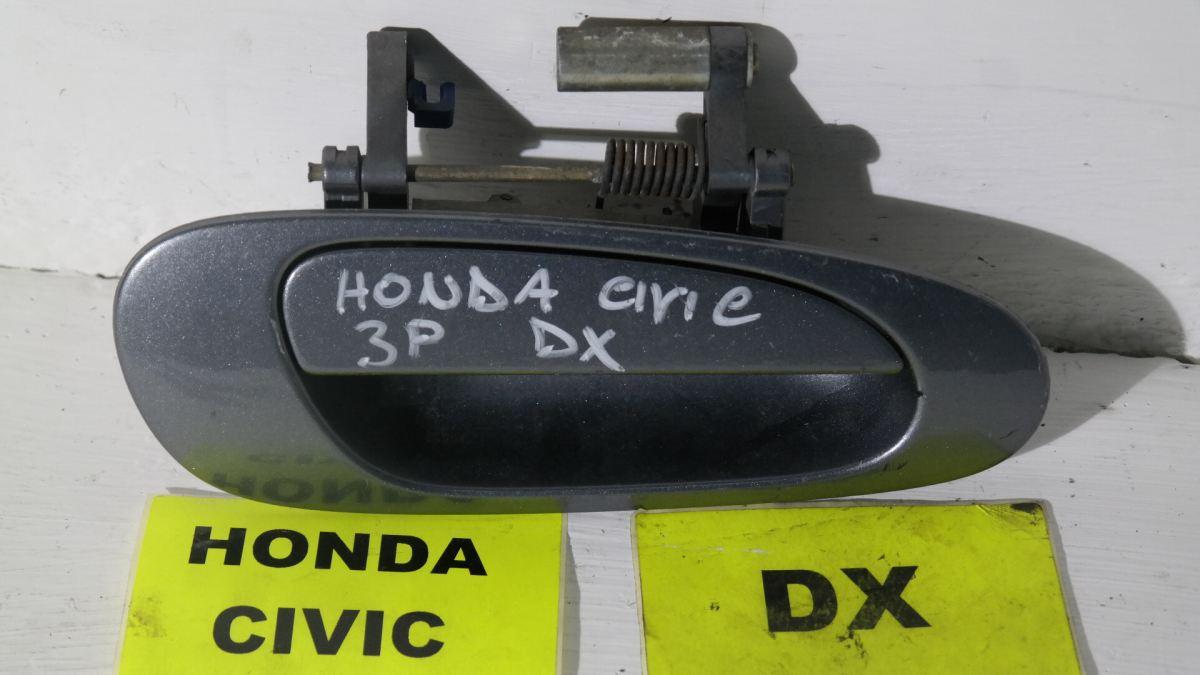 HONDA CIVIC
3P DX
HONDA
CIVIC
DX